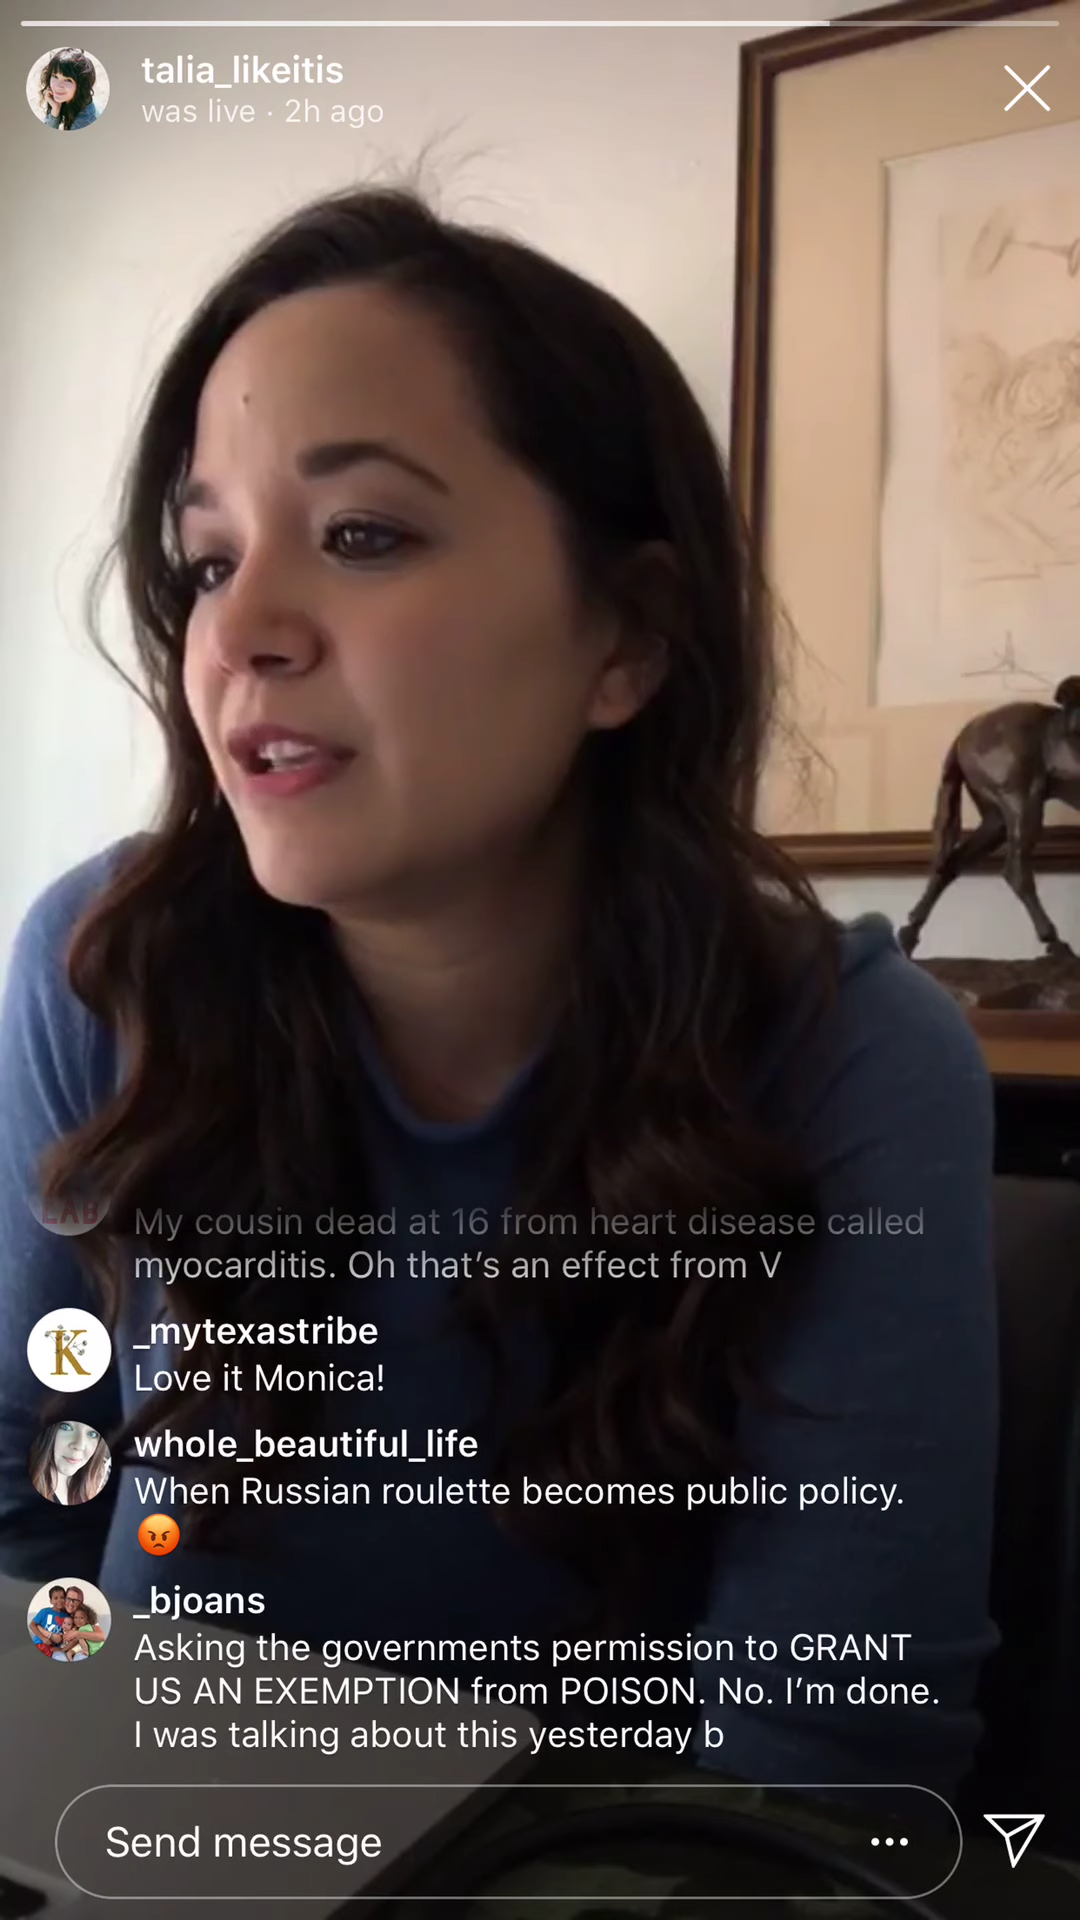 talia_likeitis
was live · 2h ago
LAB
My cousin dead at 16 from heart disease called
myocarditis. Oh that's an effect from V
_mytexastribe
K
Love it Monica!
whole_beautiful_life
When Russian roulette becomes public policy.
😡
_bjoans
Asking the governments permission to GRANT
US AN EXEMPTION from POISON. No. I'm done.
I was talking about this yesterday b
Send message